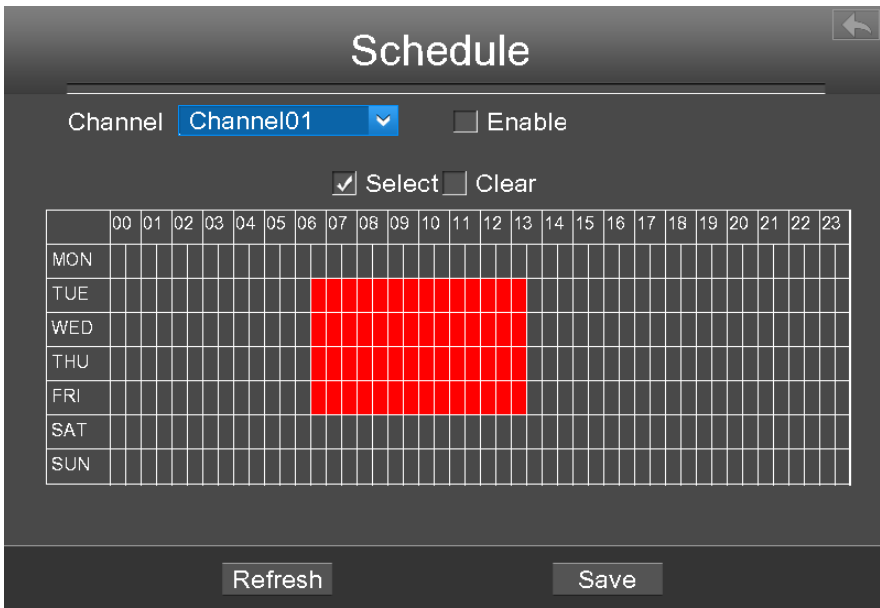 Schedule
Channel Channel01 Enable
Select Clear
00 01 02 03 04 05 06 07 08 09 10 11 12 13 14 15 16 17 18 19 20 21 22 23
MON
TUE
WED
THU
FRI
SAT
SUN
Refresh Save